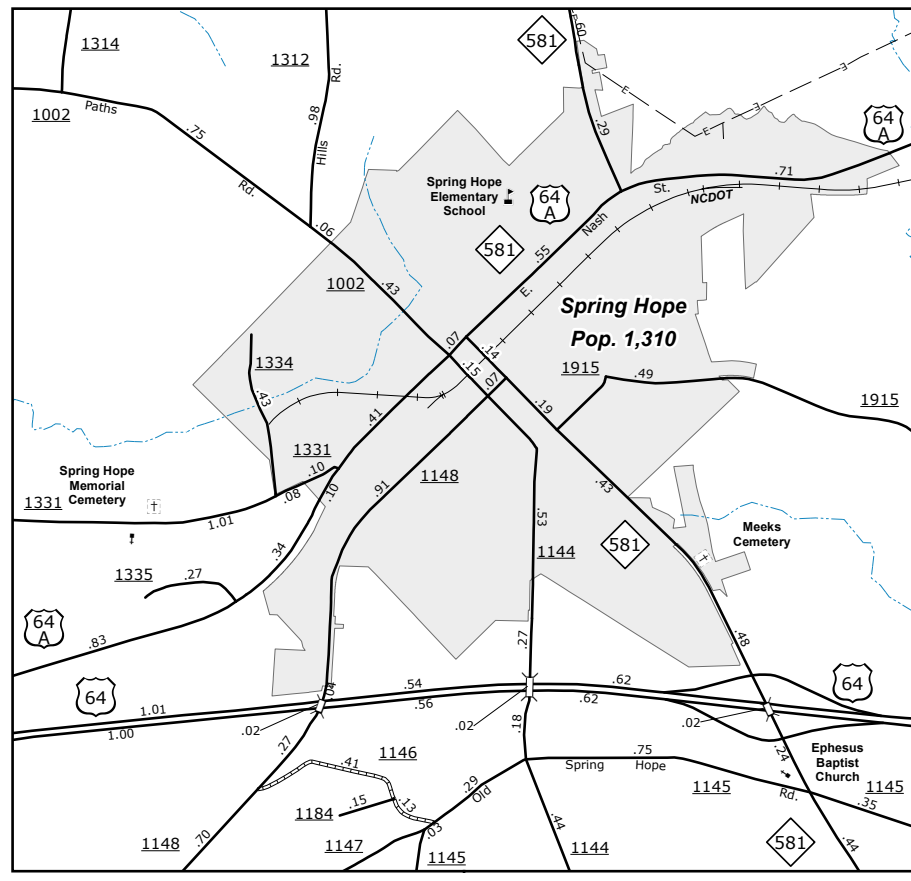 1314
1312
Rd.
581
.60
E
E
E
E
1002
Paths
.75
.98
Hills
.29
64
A
Rd.
Spring Hope
Elementary
School
64
A
St.
.71
NCDOT
.06
581
Nash
.55
E.
1002
.43
Spring Hope
Pop. 1,310
.07
.14
.15
.07
1334
1915
.49
1915
.43
.19
.41
1331
.10
1148
.91
.43
Spring Hope
Memorial
Cemetery
1331
.08
.10
1.01
.53
Meeks
Cemetery
581
1144
.34
1335
.27
64
A
.83
.27
.48
64
.04
.54
.56
.62
.62
64
1.01
1.00
.02
.02
.02
.18
.27
.24
1146
.41
.75
Spring
Hope
Ephesus
Baptist
Church
1145
1145
.29
Old
.15
.13
Rd.
.35
1184
.03
.70
.44
1148
1147
1145
1144
581
.44